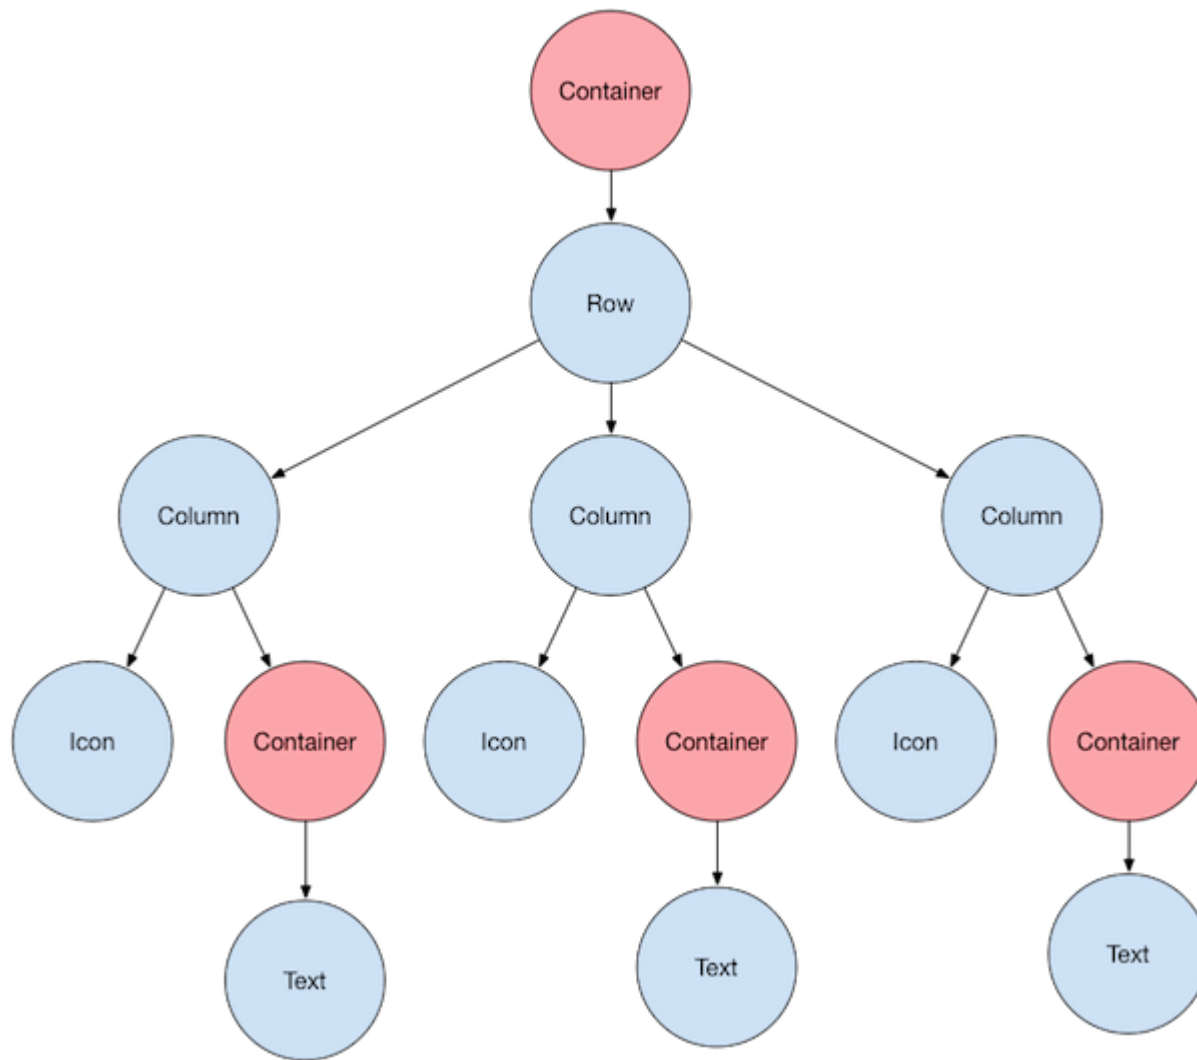 Container
Row
Column
Column
Column
Icon
Container
Icon
Container
Icon
Container
Text
Text
Text